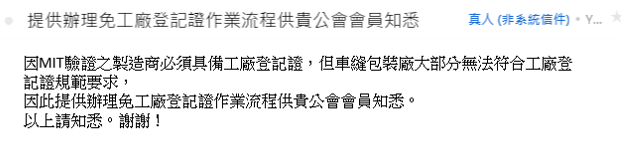 提供辦理免工廠登記證作業流程供貴公會會員知悉 真人 (非系統信件) • Y...
因MIT驗證之製造商必須具備工廠登記證，但車縫包裝廠大部分無法符合工廠登
記證規範要求，
因此提供辦理免工廠登記證作業流程供貴公會會員知悉。
以上請知悉。謝謝！